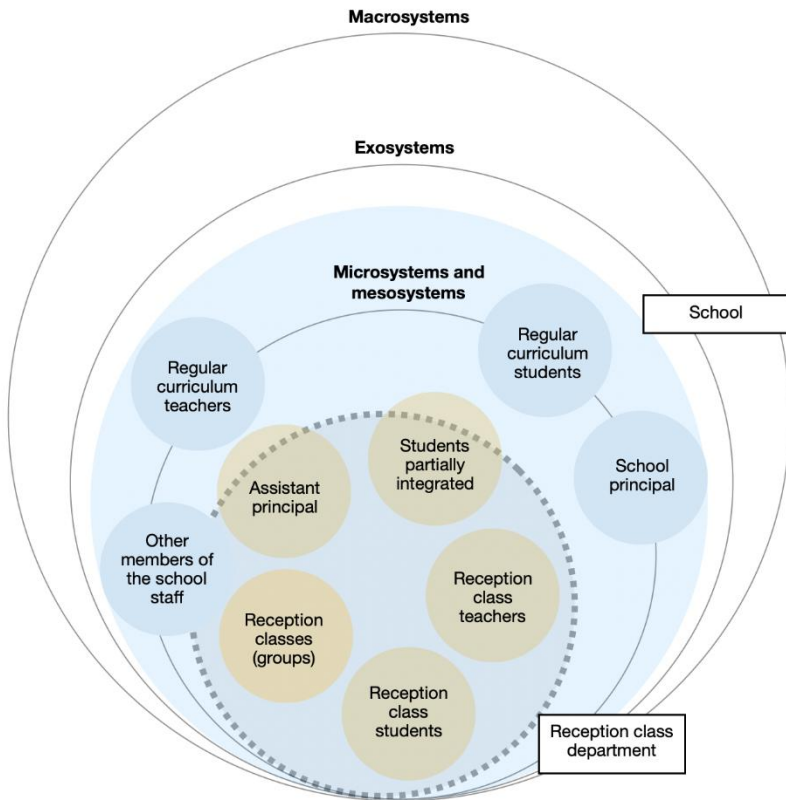 Macrosystems
Exosystems
Microsystems and
mesosystems
School
Regular
curriculum
students
Regular
curriculum
teachers
Students
partially
integrated
School
principal
Assistant
principal
Other
members of
the school
staff
Reception
class
teachers
Reception
classes
(groups)
Reception
class
students
Reception class
department